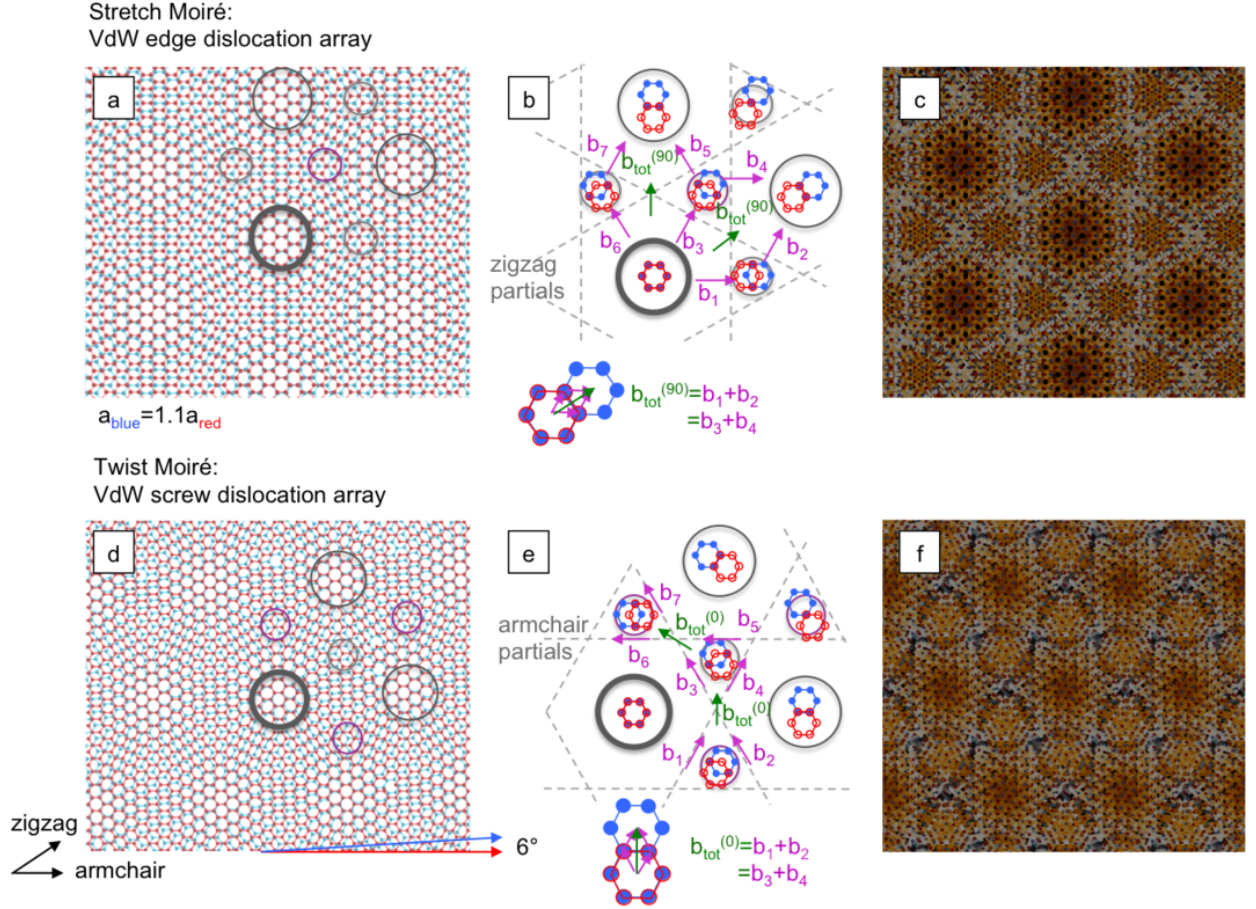 Stretch Moiré:
VdW edge dislocation array
a
b
c
b7
b5
b4
btot(90)
btot(90)
b6
b3
b2
b1
zigzag
partials
ablue=1.1ared
btot(90)=b1+b2
=b3+b4
Twist Moiré:
VdW screw dislocation array
d
e
f
b7
btot(0)
b5
armchair
partials
b6
b3
b4
btot(0)
b1
b2
zigzag
armchair
6°
btot(0)=b1+b2
=b3+b4